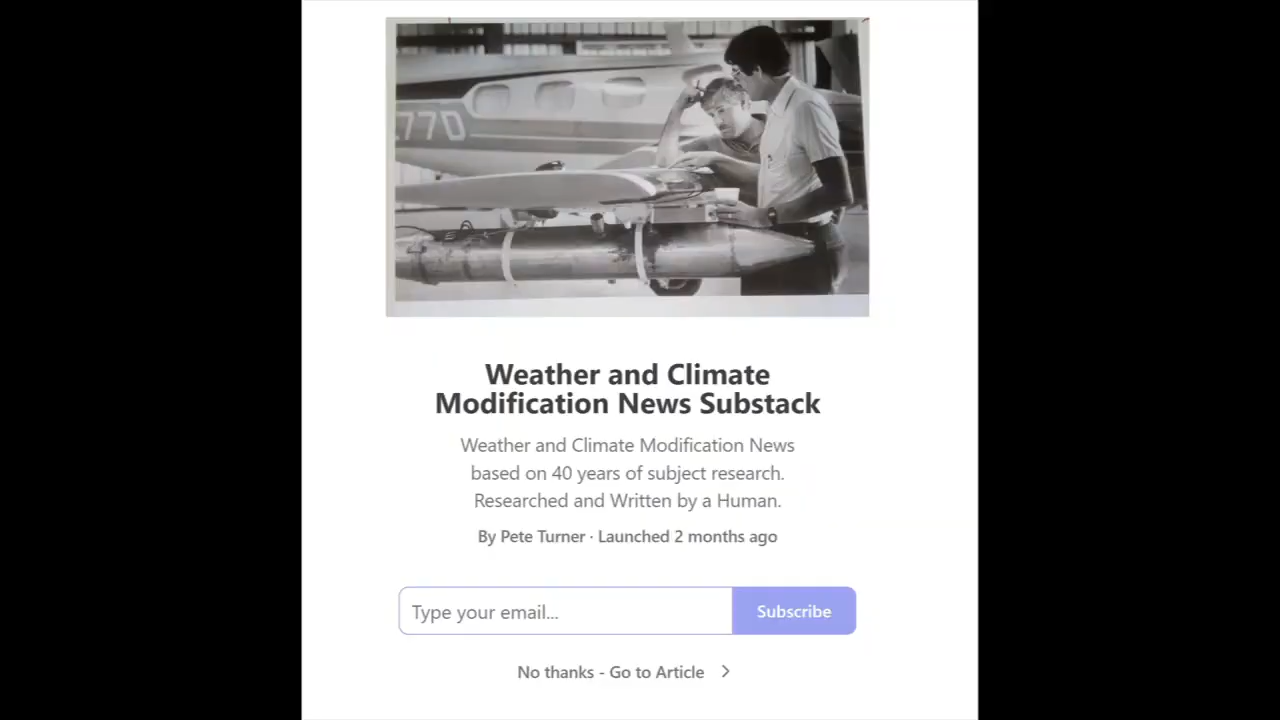 77D
Weather and Climate
Modification News Substack
Weather and Climate Modification News
based on 40 years of subject research.
Researched and Written by a Human.
By Pete Turner · Launched 2 months ago
Type your email...
Subscribe
No thanks - Go to Article